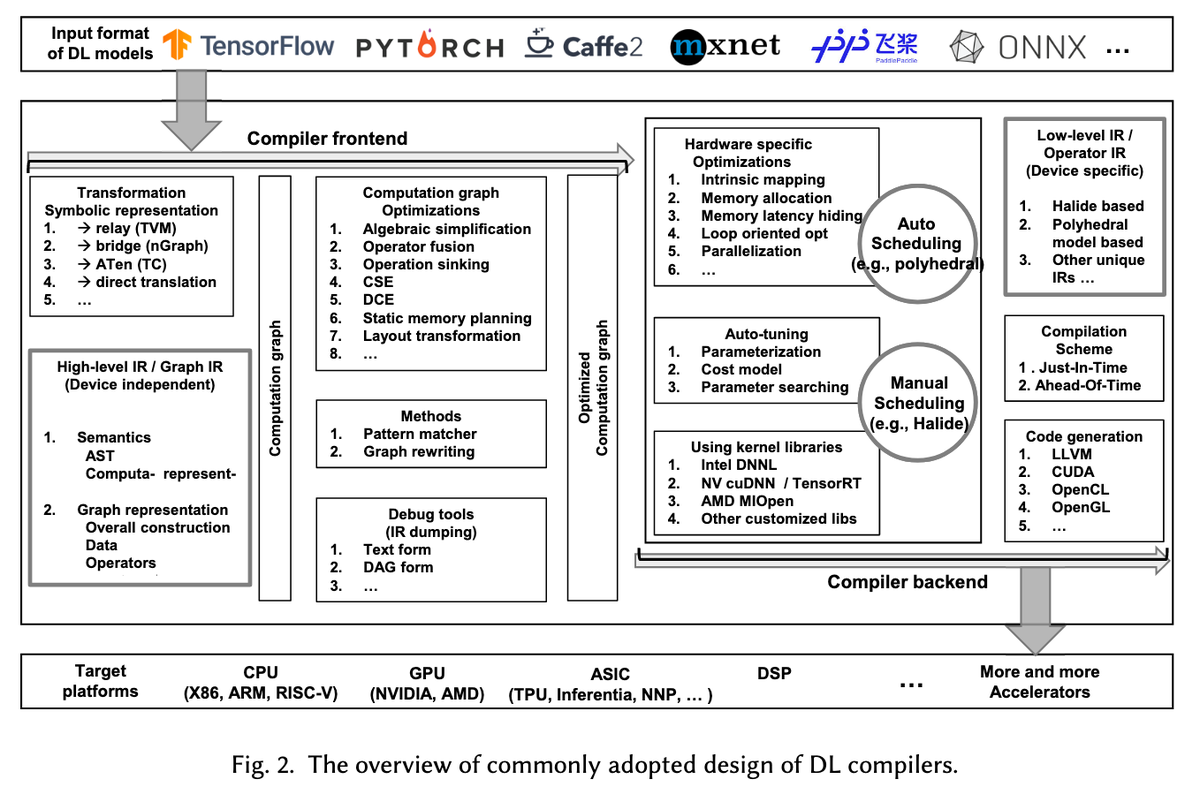 Input format
of DL models
TensorFlow
PYTORCH
Caffe2
mxnet
飞桨
PaddlePaddle
ONNX
...
Compiler frontend
Transformation
Symbolic representation
1. → relay (TVM)
2. → bridge (nGraph)
3. → ATen (TC)
4. → direct translation
5. ...
High-level IR / Graph IR
(Device independent)
1. Semantics
AST
Computa- represent-
2. Graph representation
Overall construction
Data
Operators
Computation graph
Computation graph
Optimizations
1. Algebraic simplification
2. Operator fusion
3. Operation sinking
4. CSE
5. DCE
6. Static memory planning
7. Layout transformation
8. ...
Methods
1. Pattern matcher
2. Graph rewriting
Debug tools
(IR dumping)
1. Text form
2. DAG form
3. ...
Optimized
Computation graph
Hardware specific
Optimizations
1. Intrinsic mapping
2. Memory allocation
3. Memory latency hiding
4. Loop oriented opt
5. Parallelization
6. ...
Auto
Scheduling
(e.g., polyhedral)
Auto-tuning
1. Parameterization
2. Cost model
3. Parameter searching
Manual
Scheduling
(e.g., Halide)
Using kernel libraries
1. Intel DNNL
2. NV cuDNN / TensorRT
3. AMD MIOpen
4. Other customized libs
Low-level IR /
Operator IR
(Device specific)
1. Halide based
2. Polyhedral
model based
3. Other unique
IRs ...
Compilation
Scheme
1 . Just-In-Time
2. Ahead-Of-Time
Code generation
1. LLVM
2. CUDA
3. OpenCL
4. OpenGL
5. ...
Compiler backend
Target
platforms
CPU
(X86, ARM, RISC-V)
GPU
(NVIDIA, AMD)
ASIC
(TPU, Inferentia, NNP, ... )
DSP
...
More and more
Accelerators
Fig. 2. The overview of commonly adopted design of DL compilers.